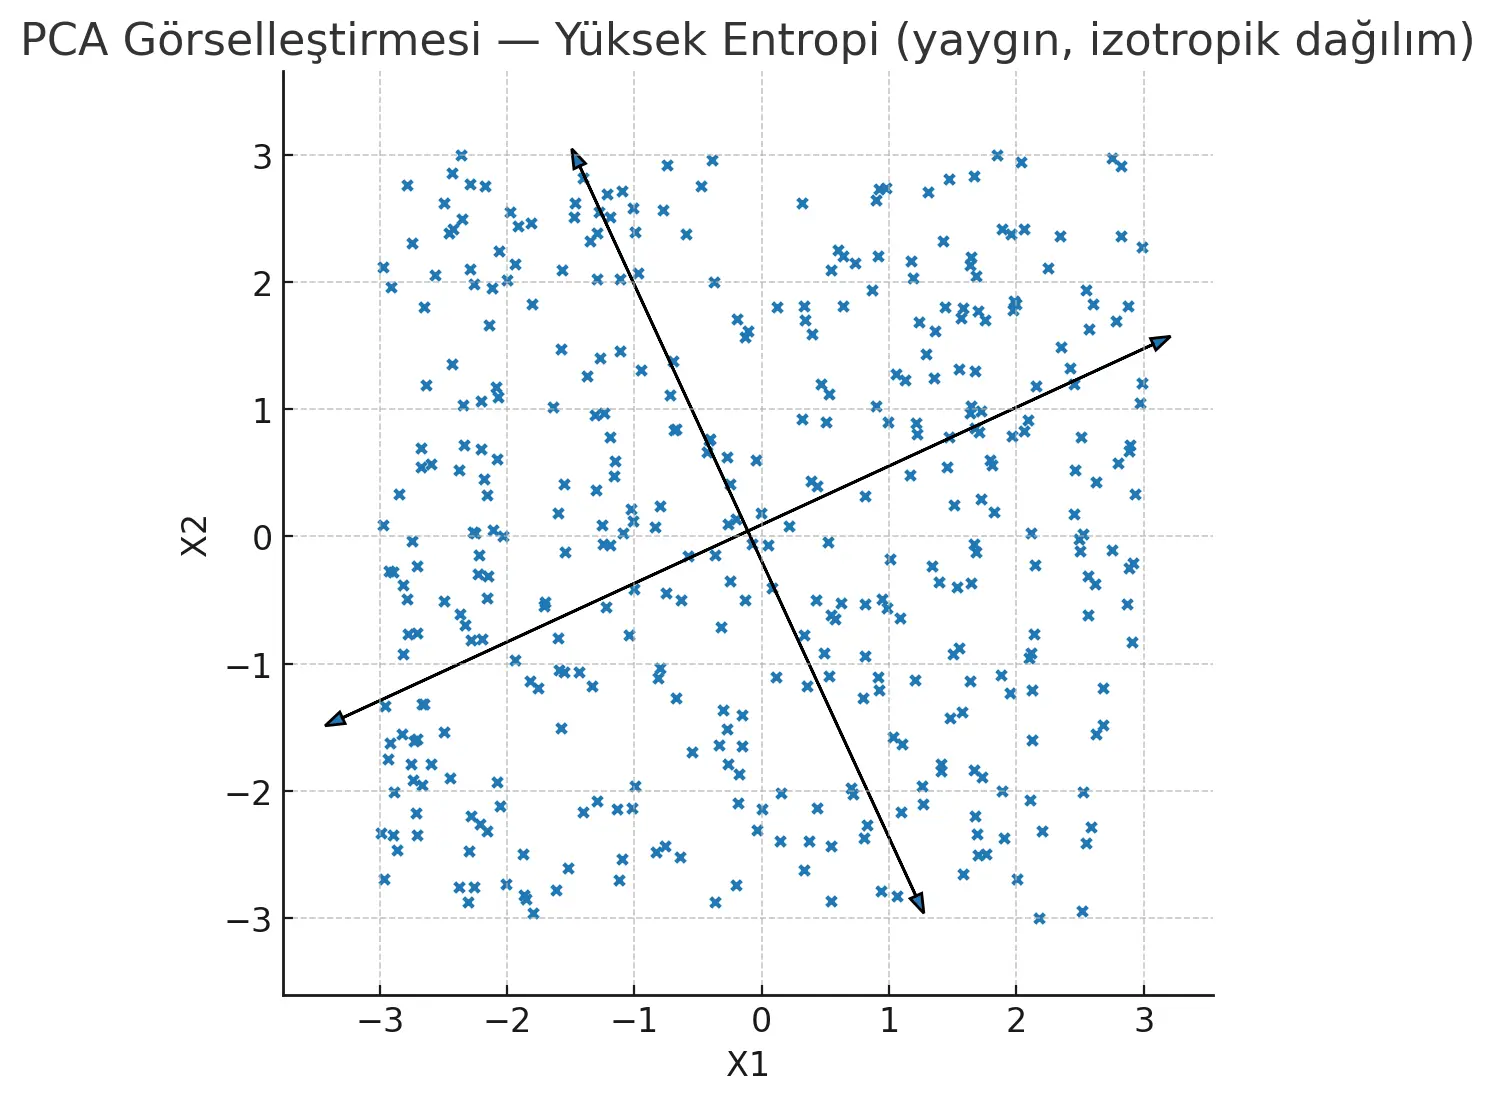 PCA Görselleştirmesi — Yüksek Entropi (yaygın, izotropik dağılım)
3
2
1
0
−1
−2
−3
X2
−3 −2 −1 0 1 2 3
X1